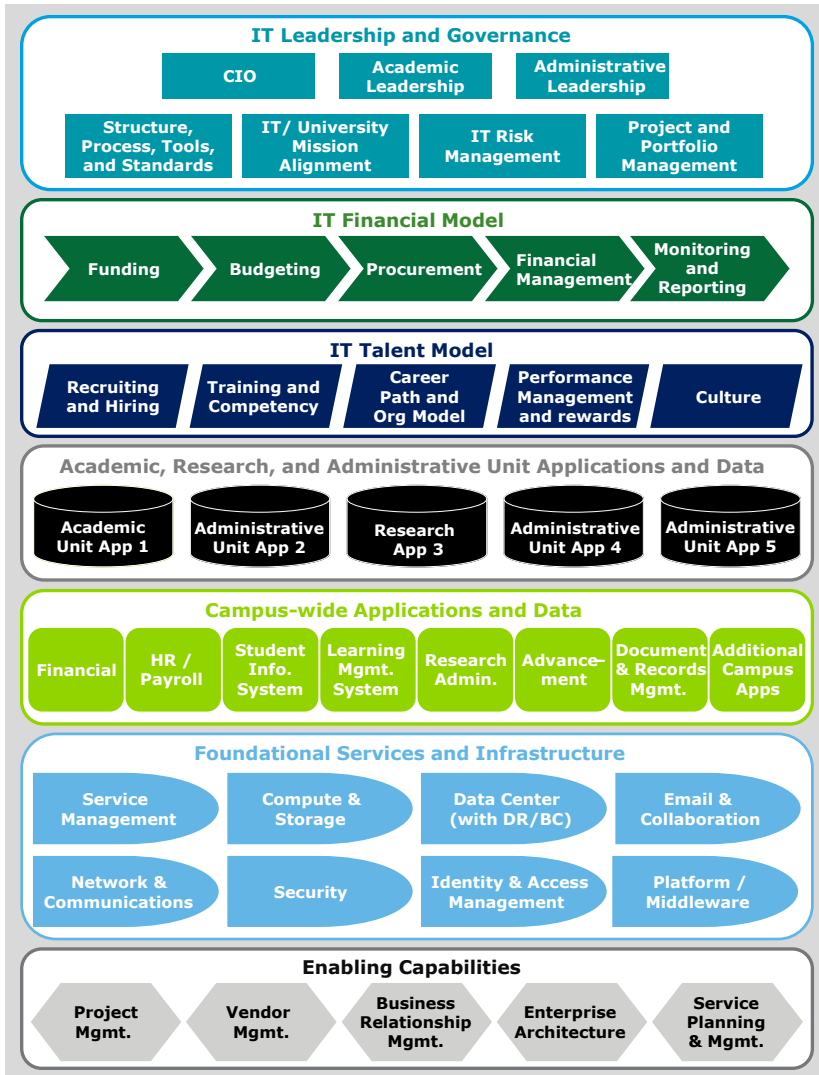 IT Leadership and Governance
CIO
Academic
Leadership
Administrative
Leadership
Structure,
Process, Tools,
and Standards
IT/ University
Mission
Alignment
IT Risk
Management
Project and
Portfolio
Management
IT Financial Model
Funding
Budgeting
Procurement
Financial
Management
Monitoring
and
Reporting
IT Talent Model
Recruiting
and Hiring
Training and
Competency
Career
Path and
Org Model
Performance
Management
and rewards
Culture
Academic, Research, and Administrative Unit Applications and Data
Academic
Unit App 1
Administrative
Unit App 2
Research
App 3
Administrative
Unit App 4
Administrative
Unit App 5
Campus-wide Applications and Data
Financial
HR /
Payroll
Student
Info.
System
Learning
Mgmt.
System
Research
Admin.
Advance-
ment
Document
& Records
Mgmt.
Additional
Campus
Apps
Foundational Services and Infrastructure
Service
Management
Compute &
Storage
Data Center
(with DR/BC)
Email &
Collaboration
Network &
Communications
Security
Identity & Access
Management
Platform /
Middleware
Enabling Capabilities
Project
Mgmt.
Vendor
Mgmt.
Business
Relationship
Mgmt.
Enterprise
Architecture
Service
Planning
& Mgmt.